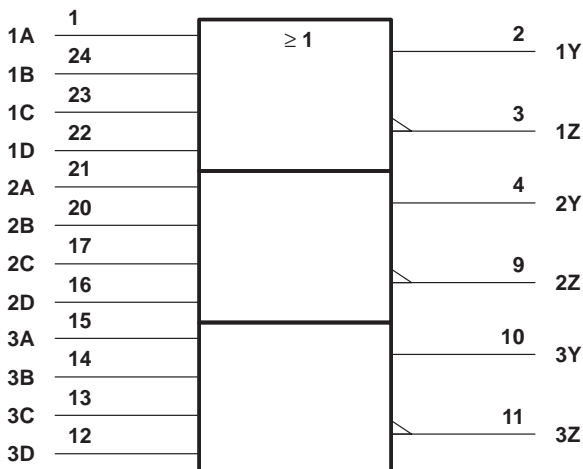 1A 1 ≥ 1 2 1Y
1B 24
1C 23 3 1Z
1D 22
2A 21 4 2Y
2B 20
2C 17 9 2Z
2D 16
3A 15 10 3Y
3B 14
3C 13 11 3Z
3D 12